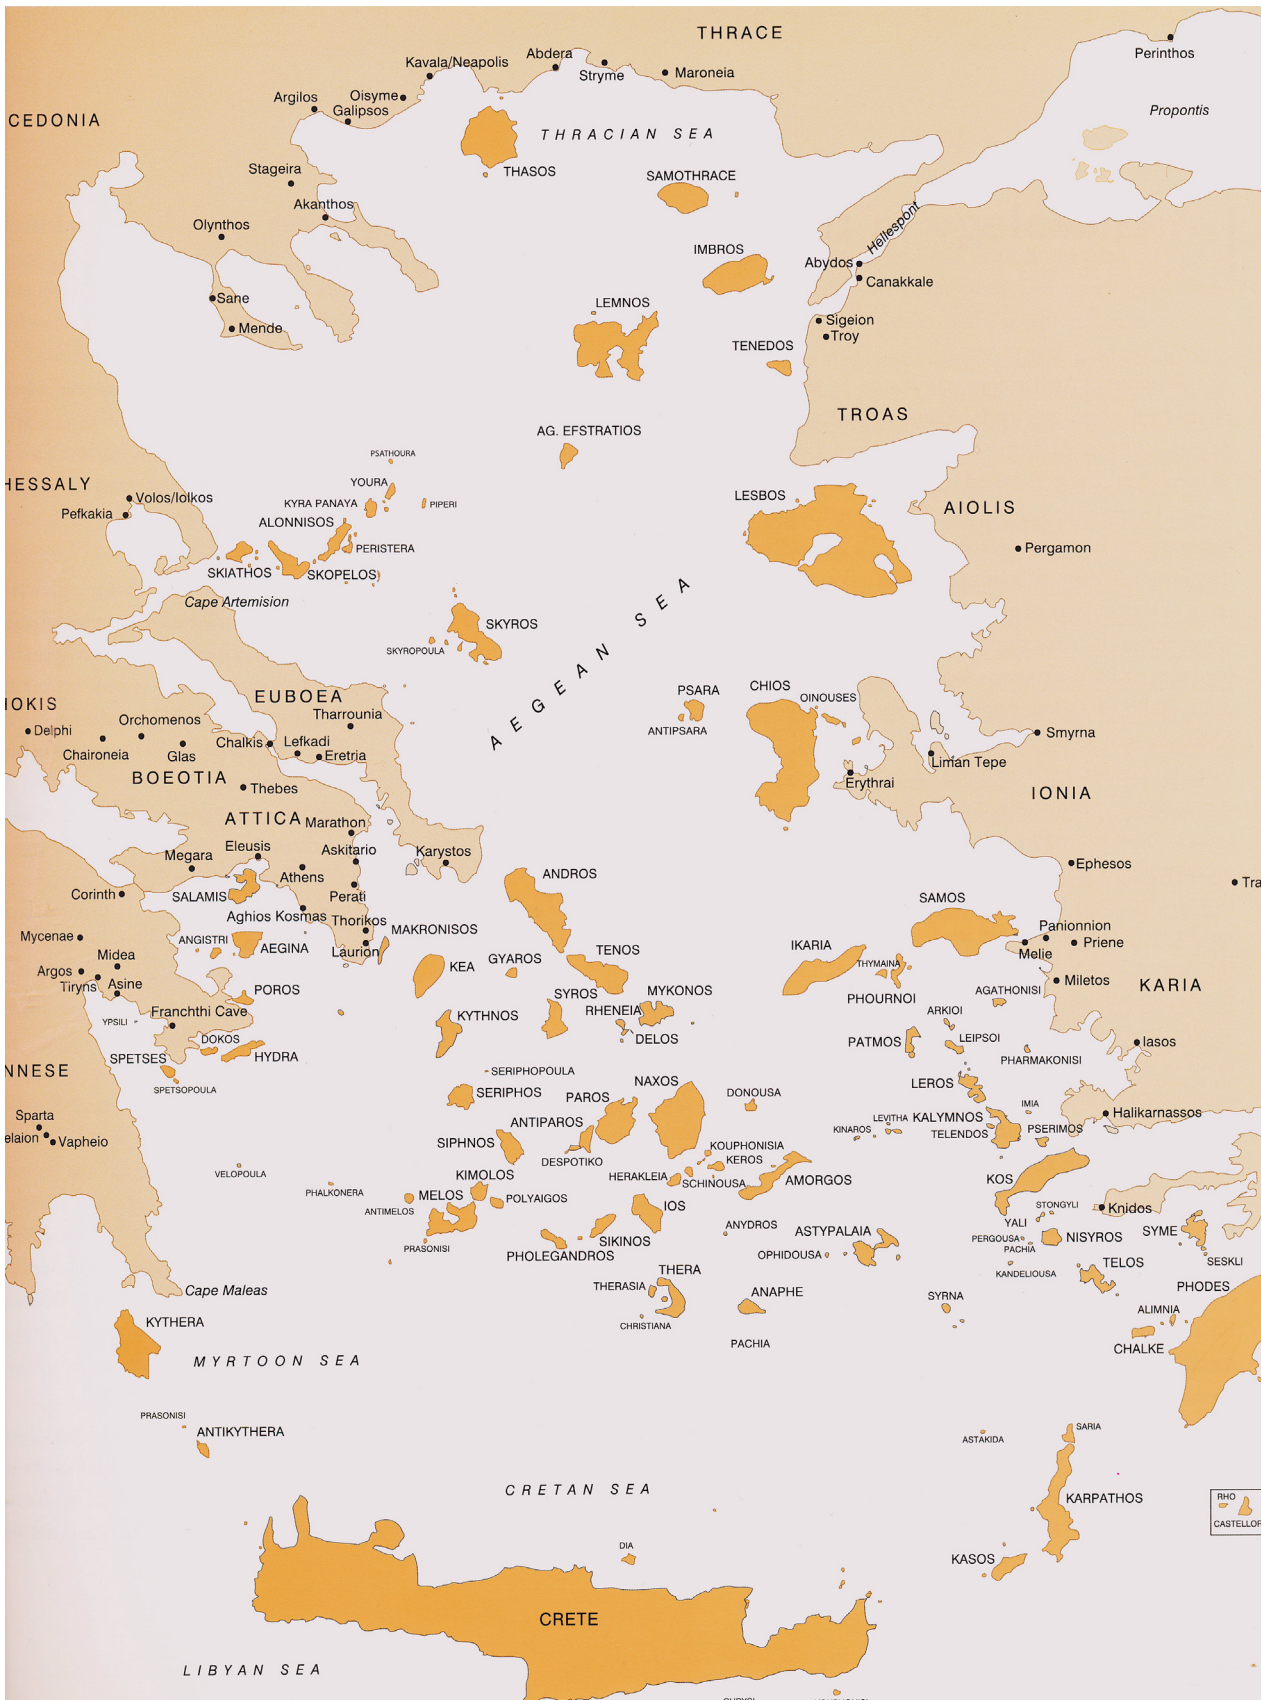 THRACE
Perinthos
Abdera
Kavala/Neapolis
Stryme
Maroneia
Oisyme
Argilos
Galipsos
Propontis
CEDONIA
THRACIAN SEA
Stageira
THASOS
SAMOTHRACE
Akanthos
Olynthos
Hellespont
IMBROS
Abydos
Canakkale
Sane
LEMNOS
Mende
Sigeion
Troy
TENEDOS
TROAS
AG. EFSTRATIOS
PSATHOURA
HESSALY
YOURA
Volos/Iolkos
KYRA PANAYA
PIPERI
LESBOS
Pefkakia
ALONNISOS
AIOLIS
PERISTERA
Pergamon
SKIATHOS
SKOPELOS
Cape Artemision
AEGEAN SEA
SKYROS
SKYROPOULA
EUBOEA
PSARA
CHIOS
OINOUSES
HOKIS
Tharrounia
Orchomenos
Delphi
ANTIPSARA
Smyrna
Chalkis
Lefkadi
Chaironeia
Glas
Eretria
Liman Tepe
BOEOTIA
Thebes
Erythrai
IONIA
ATTICA
Marathon
Eleusis
Askitario
Karystos
Megara
Ephesos
Athens
ANDROS
Tra
Corinth
SALAMIS
Perati
SAMOS
Aghios Kosmas
Thorikos
MAKRONISOS
Panionnion
Mycenae
ANGISTRI
AEGINA
Priene
Midea
Laurion
TENOS
IKARIA
Melie
GYAROS
KEA
THYMAINA
Argos
Tiryns
Asine
Miletos
KARIA
POROS
SYROS
MYKONOS
AGATHONISI
PHOURNOI
Franchthi Cave
RHENEIA
ARKIOI
YPSILI
KYTHNOS
DOKOS
DELOS
PATMOS
LEIPSOI
Iasos
SPETSES
HYDRA
PHARMAKONISI
NNESE
SERIPHOPOULA
NAXOS
LEROS
SPETSOPOULA
SERIPHOS
PAROS
DONOUSA
IMIA
Sparta
ANTIPAROS
LEVITHA
KALYMNOS
Halikarnassos
elaion
Vapheio
KINAROS
TELENDOS
PSERIMOS
SIPHNOS
KOUPHONISIA
DESPOTIKO
KEROS
VELOPOULA
KIMOLOS
HERAKLEIA
SCHINOUSA
AMORGOS
KOS
PHALKONERA
MELOS
POLYAIGOS
IOS
STONGYLI
Knidos
ANTIMELOS
ANYDROS
YALI
ASTYPALAIA
SYME
PERGOUSA
NISYROS
SIKINOS
PRASONISI
PACHIA
PHOLEGANDROS
OPHIDOUSA
TELOS
SESKLI
THERA
KANDELIOUSA
Cape Maleas
THERASIA
ANAPHE
SYRNA
PHODES
ALIMNIA
KYTHERA
CHRISTIANA
PACHIA
CHALKE
MYRTOON SEA
PRASONISI
ANTIKYTHERA
SARIA
ASTAKIDA
CRETAN SEA
KARPATHOS
RHO
CASTELLOR
DIA
KASOS
CRETE
LIBYAN SEA